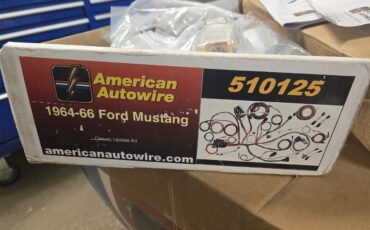 American
Autowire
510125
1964-66 Ford Mustang
Classic Update Kit
americanautowire.com